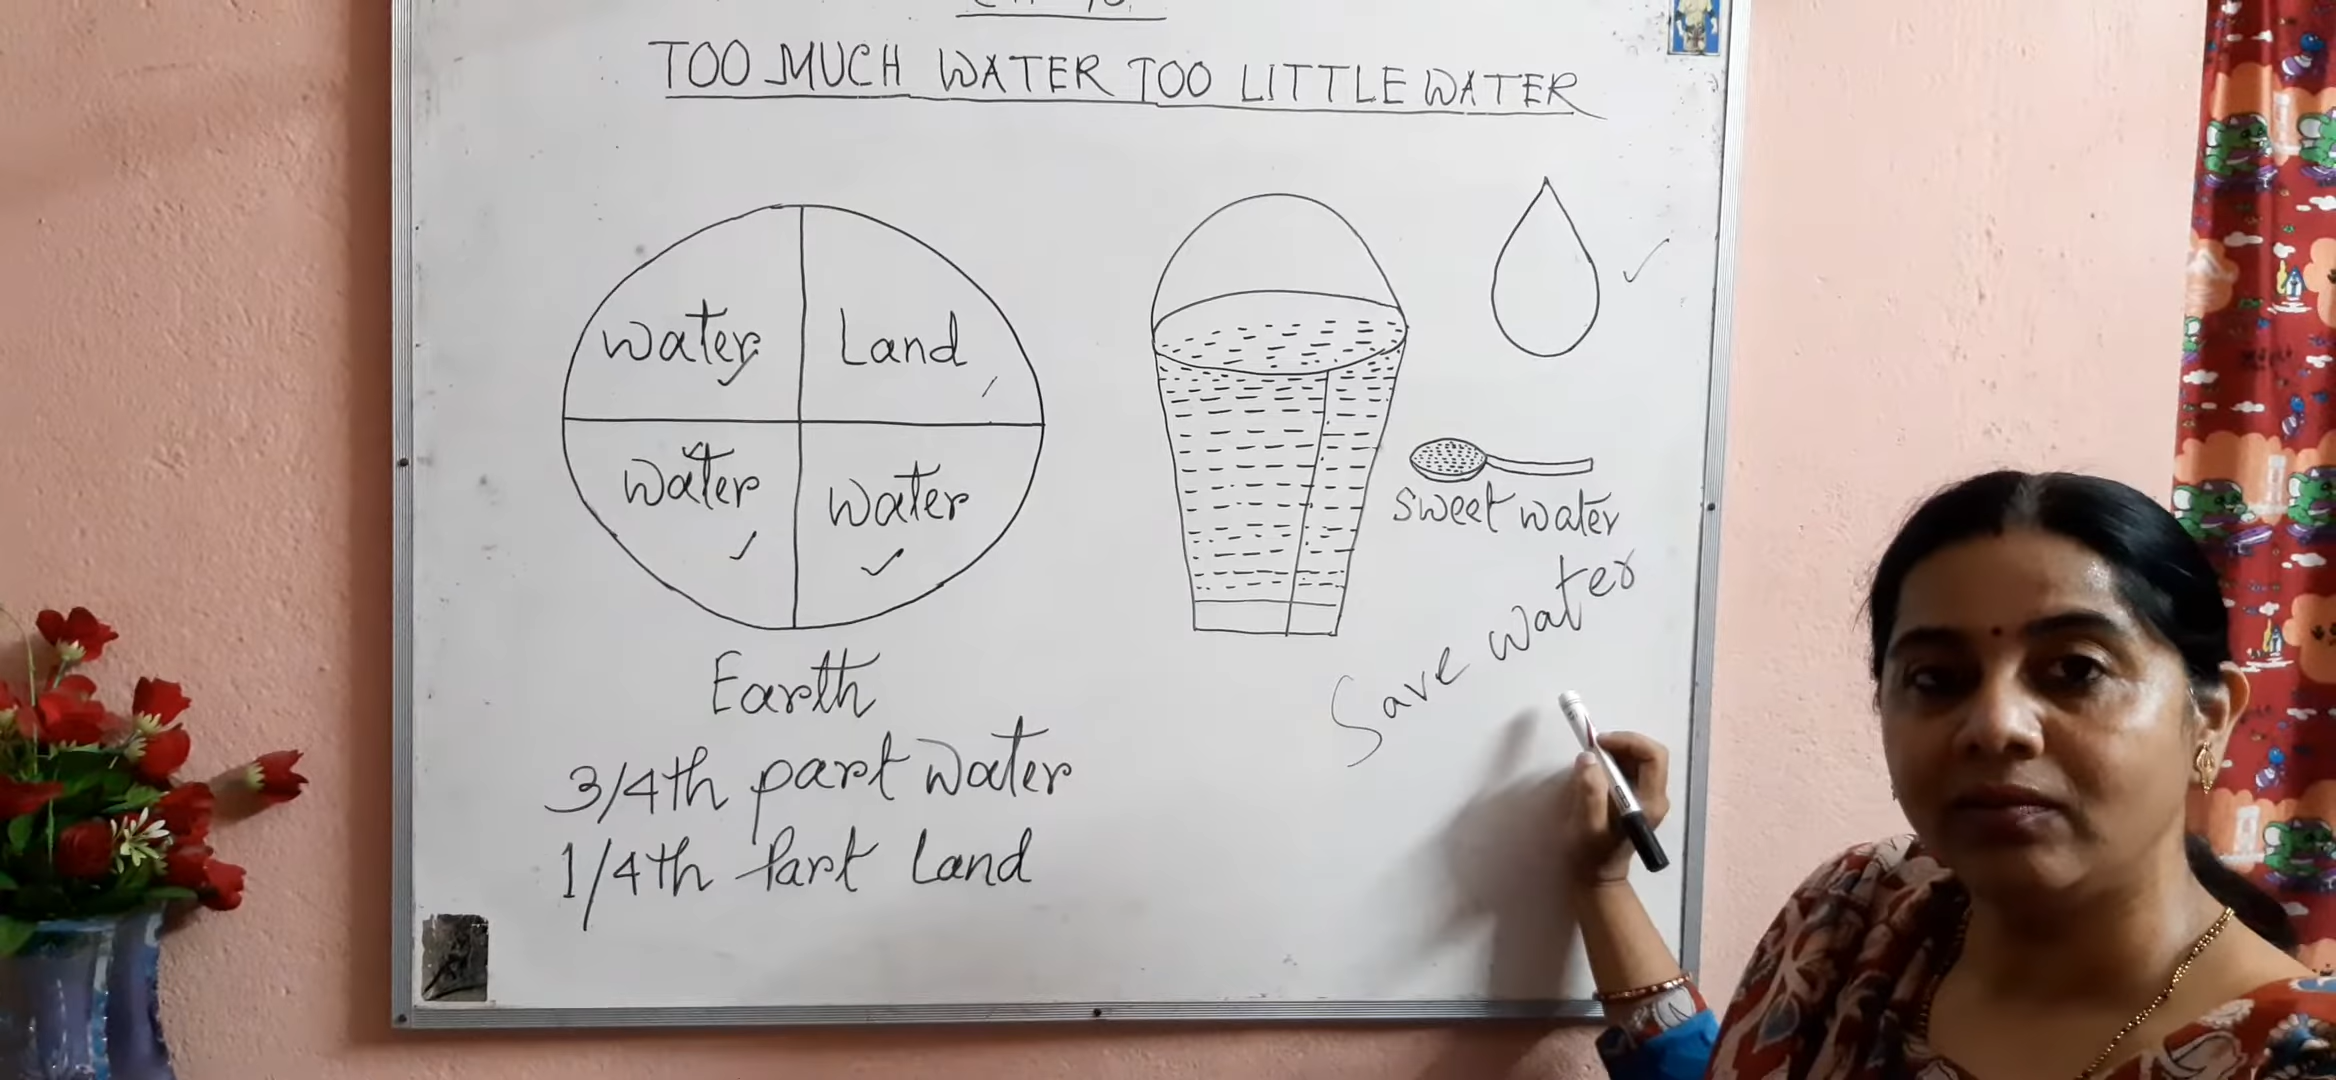 TOO MUCH WATER TOO LITTLE WATER
water Land
water water
Earth
3/4th part water
1/4th Part Land
sweet water
Save water